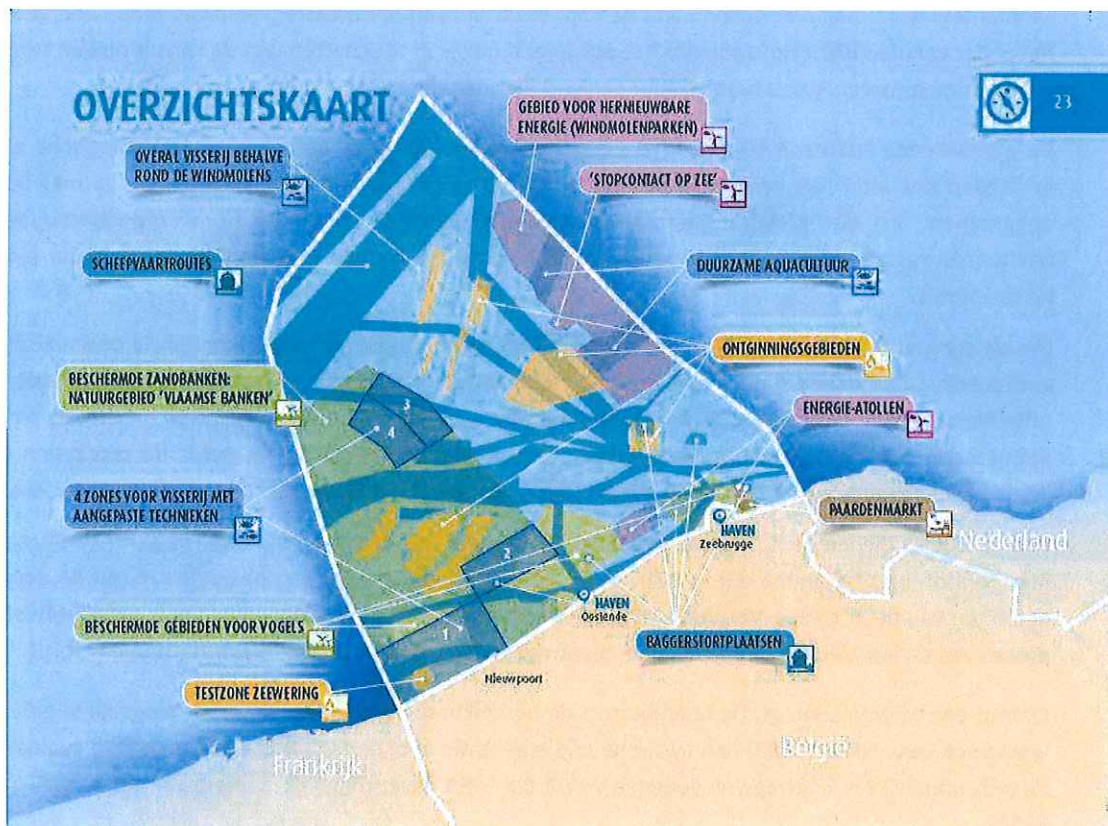 OVERZICHTSKAART
23
GEBIED VOOR HERNIEUWBARE
ENERGIE (WINDMOLENPARKEN)
OVERAL VISSERIJ BEHALVE
ROND DE WINDMOLENS
'STOPCONTACT OP ZEE'
SCHEEPVAARTROUTES
DUURZAME AQUACULTUUR
ONTGINNINGSGEBIEDEN
BESCHERMDE ZANDBANKEN:
NATUURGEBIED 'VLAAMSE BANKEN'
3
4
ENERGIE-ATOLLEN
4 ZONES VOOR VISSERIJ MET
AANGEPASTE TECHNIEKEN
PAARDENMARKT
HAVEN
Zeebrugge
Nederland
2
HAVEN
Oostende
BESCHERMDE GEBIEDEN VOOR VOGELS
1
BAGGERSTORTPLAATSEN
Nieuwpoort
TESTZONE ZEEWERING
België
Frankrijk